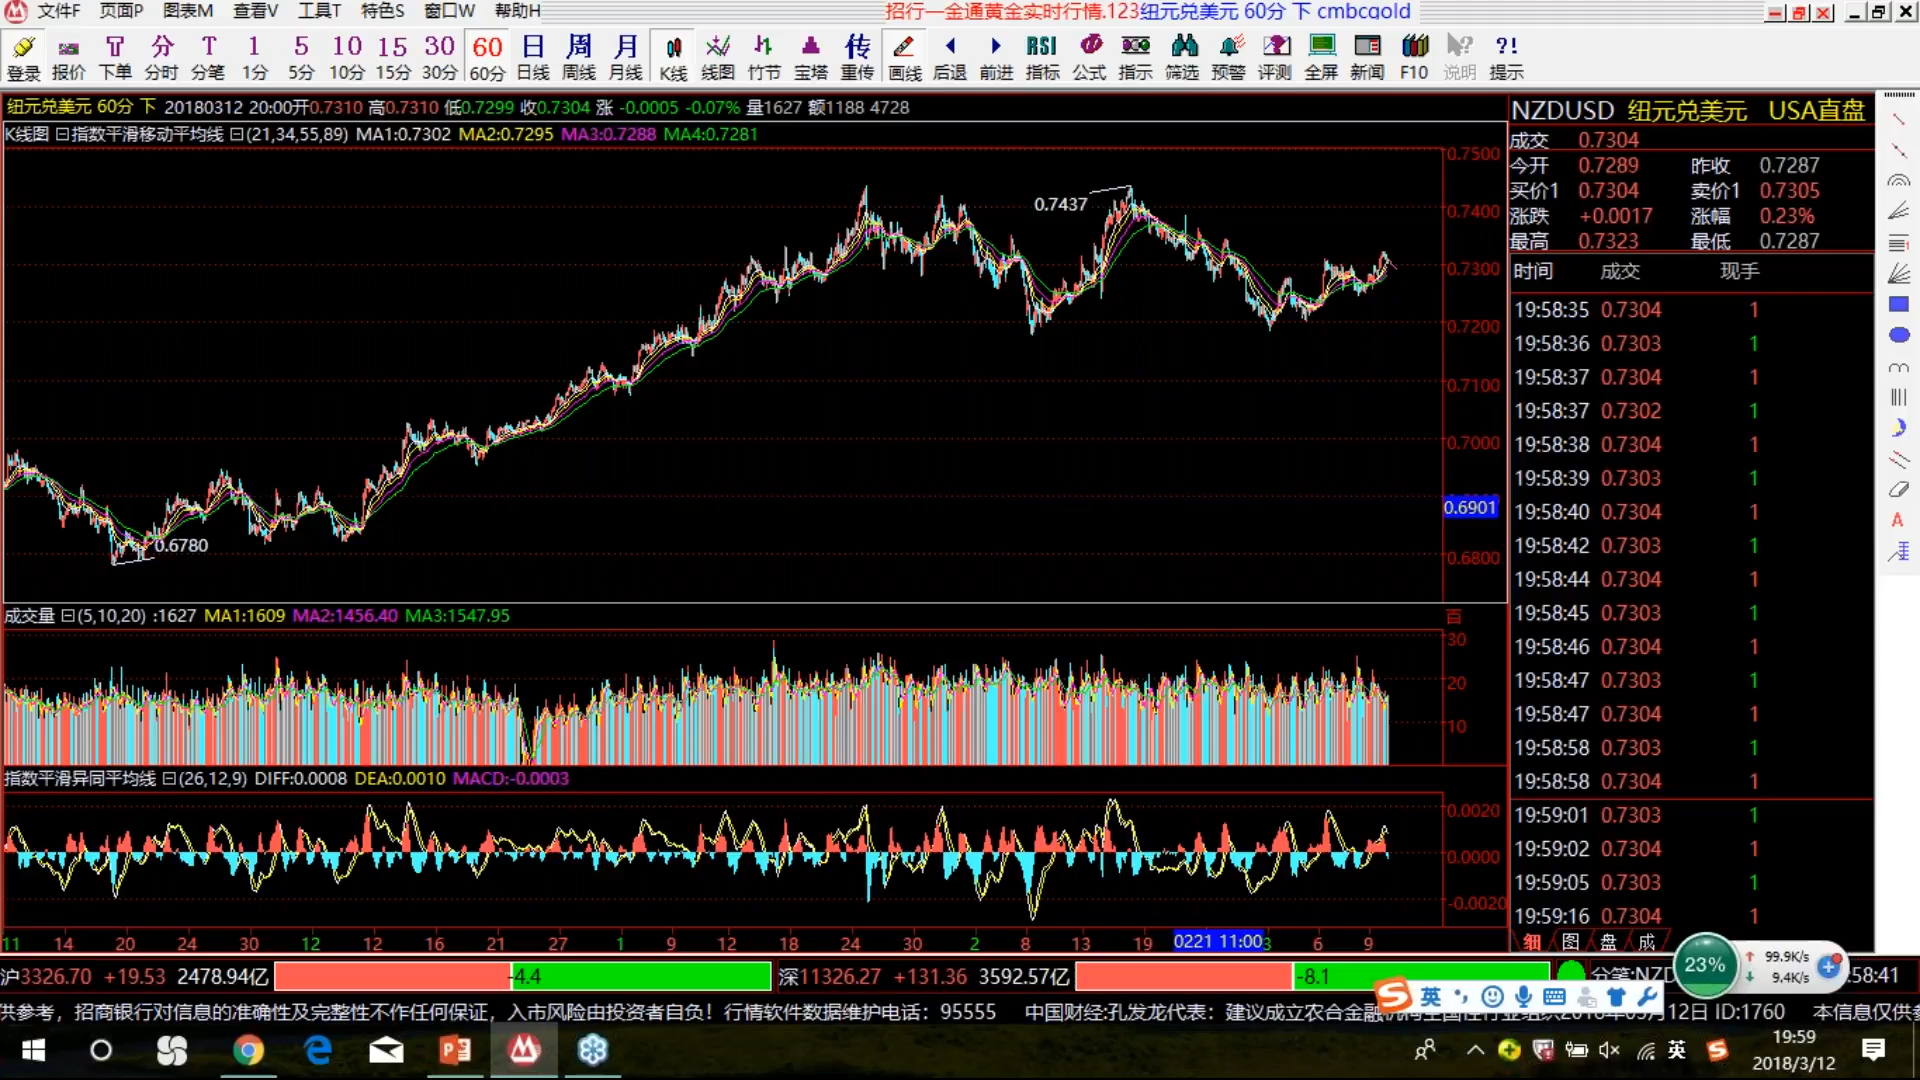 文件F 页面P 图表M 查看V 工具T 特色S 窗口W 帮助H 招行一金通黄金实时行情.123纽元兑美元 60分 下 cmbcgold
T 分 T 1 5 10 15 30 60 日 周 月 传 RSI ?!
登录 报价 下单 分时 分笔 1分 5分 10分 15分 30分 60分 日线 周线 月线 K线 线图 竹节 宝塔 重传 画线 后退 前进 指标 公式 指示 筛选 预警 评测 全屏 新闻 F10 说明 提示
纽元兑美元 60分 下 20180312 20:00开0.7310 高0.7310 低0.7299 收0.7304 涨 -0.0005 -0.07% 量1627 额1188 4728
K线图 曰指数平滑移动平均线 曰(21,34,55,89) MA1:0.7302 MA2:0.7295 MA3:0.7288 MA4:0.7281
0.7500
0.7400
0.7300
0.7200
0.7100
0.7000
0.6901
0.6800
0.7437
0.6780
成交量 曰(5,10,20) :1627 MA1:1609 MA2:1456.40 MA3:1547.95
百
30
20
10
指数平滑异同平均线 曰(26,12,9) DIFF:0.0008 DEA:0.0010 MACD:-0.0003
0.0020
0.0000
-0.0020
11 14 20 24 30 12 12 16 21 27 1 9 12 18 24 30 2 8 13 19 0221 11:00 3 6 9
NZDUSD 纽元兑美元 USA直盘
成交 0.7304
今开 0.7289 昨收 0.7287
买价1 0.7304 卖价1 0.7305
涨跌 +0.0017 涨幅 0.23%
最高 0.7323 最低 0.7287
时间 成交 现手
19:58:35 0.7304 1
19:58:36 0.7303 1
19:58:37 0.7304 1
19:58:37 0.7302 1
19:58:38 0.7304 1
19:58:39 0.7303 1
19:58:40 0.7304 1
19:58:42 0.7303 1
19:58:44 0.7304 1
19:58:45 0.7303 1
19:58:46 0.7304 1
19:58:47 0.7303 1
19:58:47 0.7304 1
19:58:58 0.7303 1
19:58:58 0.7304 1
19:59:01 0.7303 1
19:59:02 0.7304 1
19:59:05 0.7303 1
19:59:16 0.7304 1
细 图 盘 成
沪3326.70 +19.53 2478.94亿 -4.4 深11326.27 +131.36 3592.57亿 -8.1 分笔:NZD :58:41
23% 99.9K/s
9.4K/s
英
供参考，招商银行对信息的准确性及完整性不作任何保证，入市风险由投资者自负！行情软件数据维护电话：95555 中国财经:孔发龙代表：建议成立农合金融 12日 ID:1760 本信息仅供参
英
19:59
2018/3/12